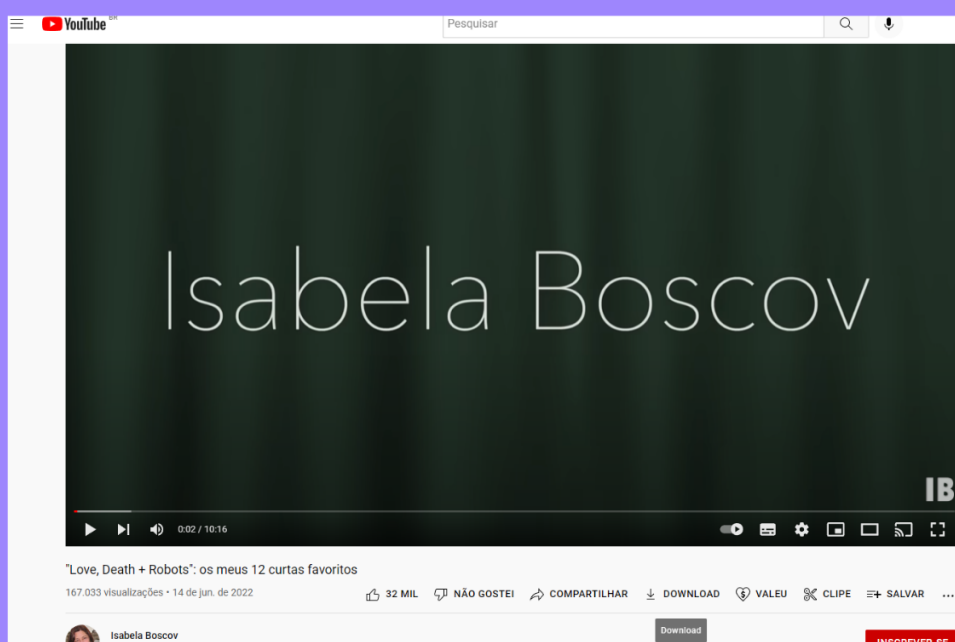 YouTube BR
Pesquisar
Isabela Boscov
IB
0:02 / 10:16
"Love, Death + Robots": os meus 12 curtas favoritos
167.033 visualizações • 14 de jun. de 2022
32 MIL NÃO GOSTEI COMPARTILHAR DOWNLOAD VALEU CLIPE SALVAR ...
Isabela Boscov
Download
INSCREVER-SE